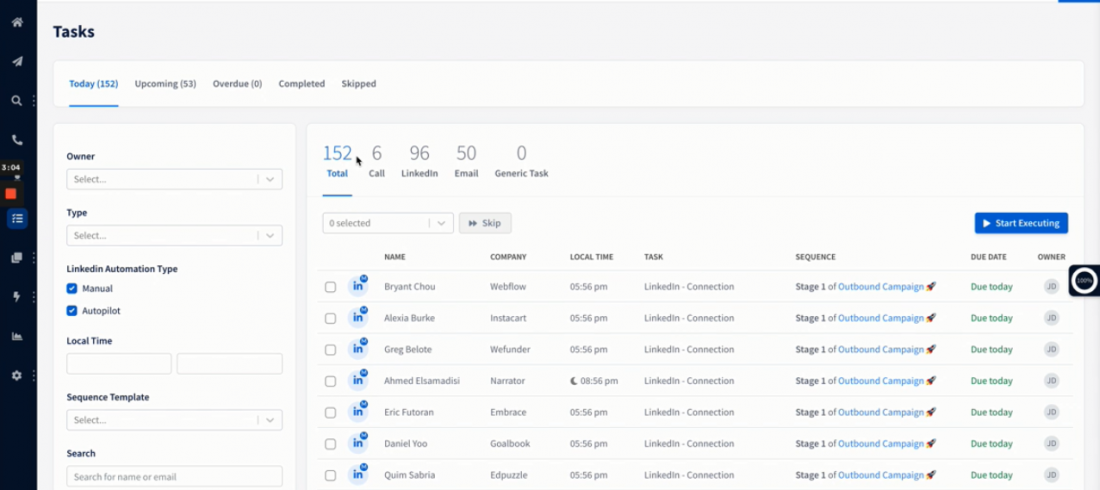 Tasks
Today (152) Upcoming (53) Overdue (0) Completed Skipped
3:04
Owner
Select...
Type
Select...
Linkedin Automation Type
Manual
Autopilot
Local Time
Sequence Template
Select...
Search
Search for name or email
152 6 96 50 0
Total Call LinkedIn Email Generic Task
0 selected Skip Start Executing
NAME COMPANY LOCAL TIME TASK SEQUENCE DUE DATE OWNER
in M Bryant Chou Webflow 05:56 pm LinkedIn - Connection Stage 1 of Outbound Campaign 🚀 Due today JD
in M Alexia Burke Instacart 05:56 pm LinkedIn - Connection Stage 1 of Outbound Campaign 🚀 Due today JD
in M Greg Belote Wefunder 05:56 pm LinkedIn - Connection Stage 1 of Outbound Campaign 🚀 Due today JD
in M Ahmed Elsamadisi Narrator 08:56 pm LinkedIn - Connection Stage 1 of Outbound Campaign 🚀 Due today JD
in M Eric Futoran Embrace 05:56 pm LinkedIn - Connection Stage 1 of Outbound Campaign 🚀 Due today JD
in M Daniel Yoo Goalbook 05:56 pm LinkedIn - Connection Stage 1 of Outbound Campaign 🚀 Due today JD
in M Quim Sabria Edpuzzle 05:56 pm LinkedIn - Connection Stage 1 of Outbound Campaign 🚀 Due today JD
100%